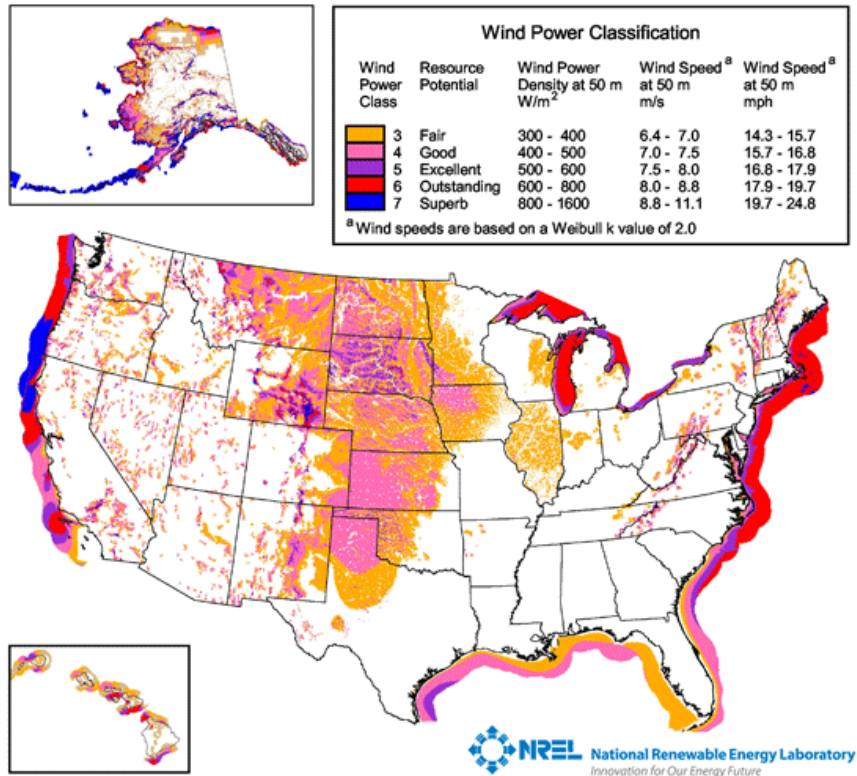 Wind Power Classification
Wind Power Class Resource Potential Wind Power Density at 50 m W/m² Wind Speed a at 50 m m/s Wind Speed a at 50 m mph
3 Fair 300 - 400 6.4 - 7.0 14.3 - 15.7
4 Good 400 - 500 7.0 - 7.5 15.7 - 16.8
5 Excellent 500 - 600 7.5 - 8.0 16.8 - 17.9
6 Outstanding 600 - 800 8.0 - 8.8 17.9 - 19.7
7 Superb 800 - 1600 8.8 - 11.1 19.7 - 24.8
a Wind speeds are based on a Weibull k value of 2.0
NREL National Renewable Energy Laboratory
Innovation for Our Energy Future